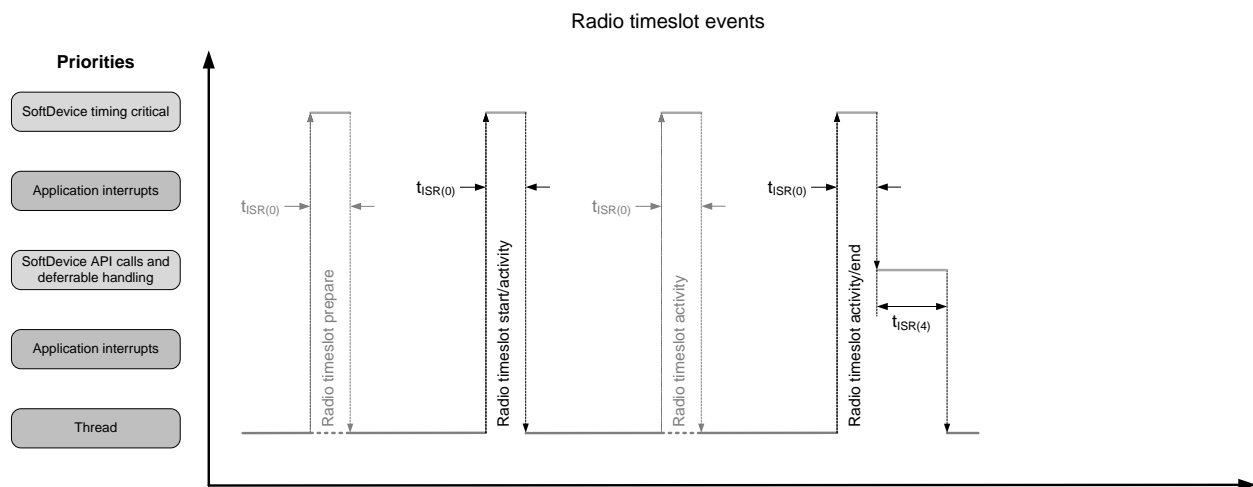 Radio timeslot events
Priorities
SoftDevice timing critical
Application interrupts
SoftDevice API calls and
deferrable handling
Application interrupts
Thread
tISR(0)
Radio timeslot prepare
tISR(0)
Radio timeslot start/activity
tISR(0)
Radio timeslot activity
tISR(0)
Radio timeslot activity/end
tISR(4)